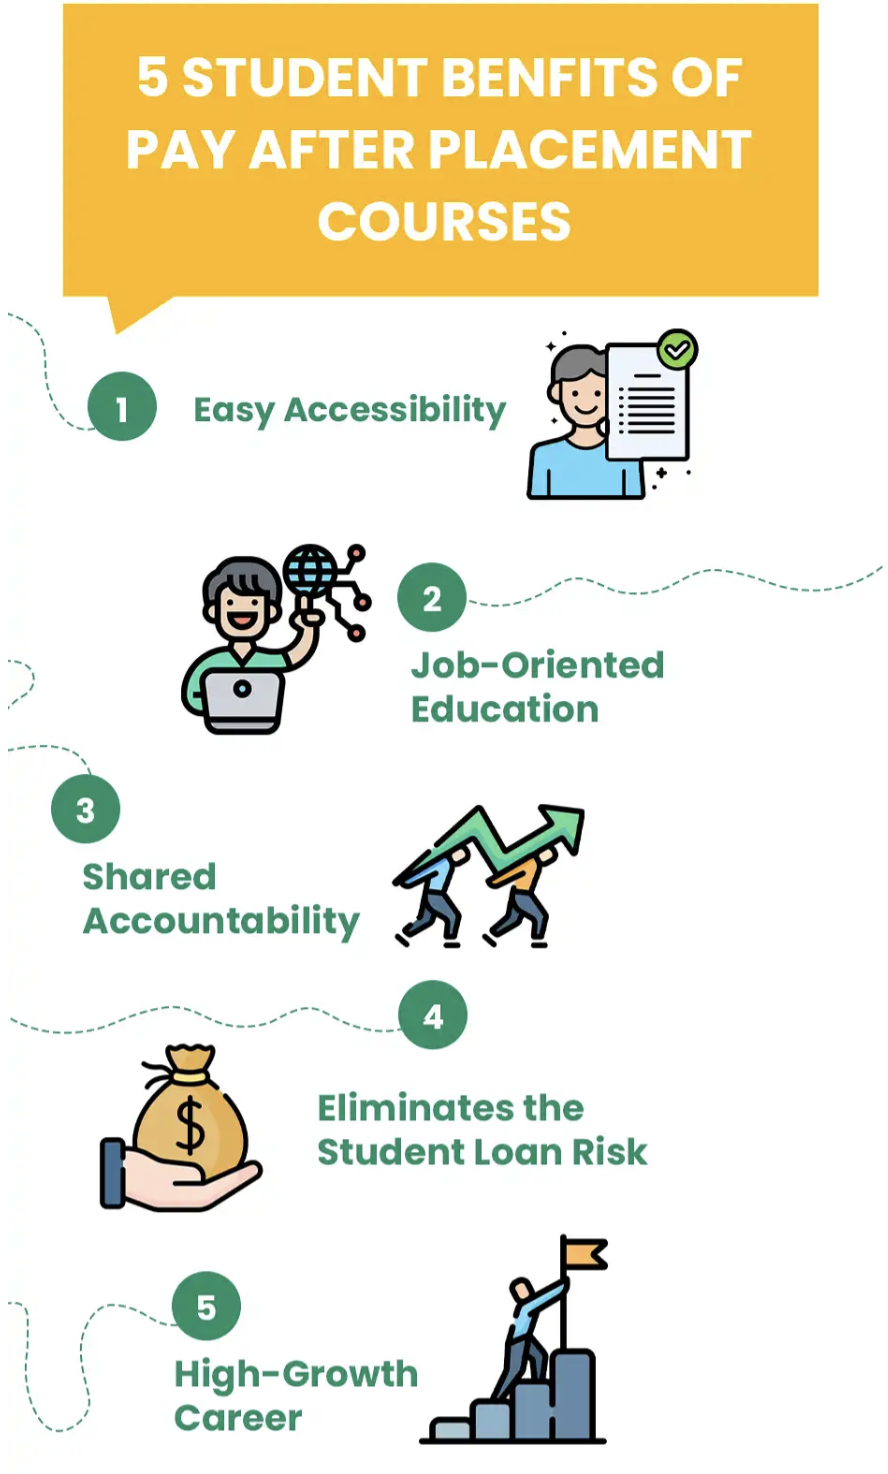 5 STUDENT BENFITS OF
PAY AFTER PLACEMENT
COURSES
1
Easy Accessibility
2
Job-Oriented
Education
3
Shared
Accountability
4
$
Eliminates the
Student Loan Risk
5
High-Growth
Career